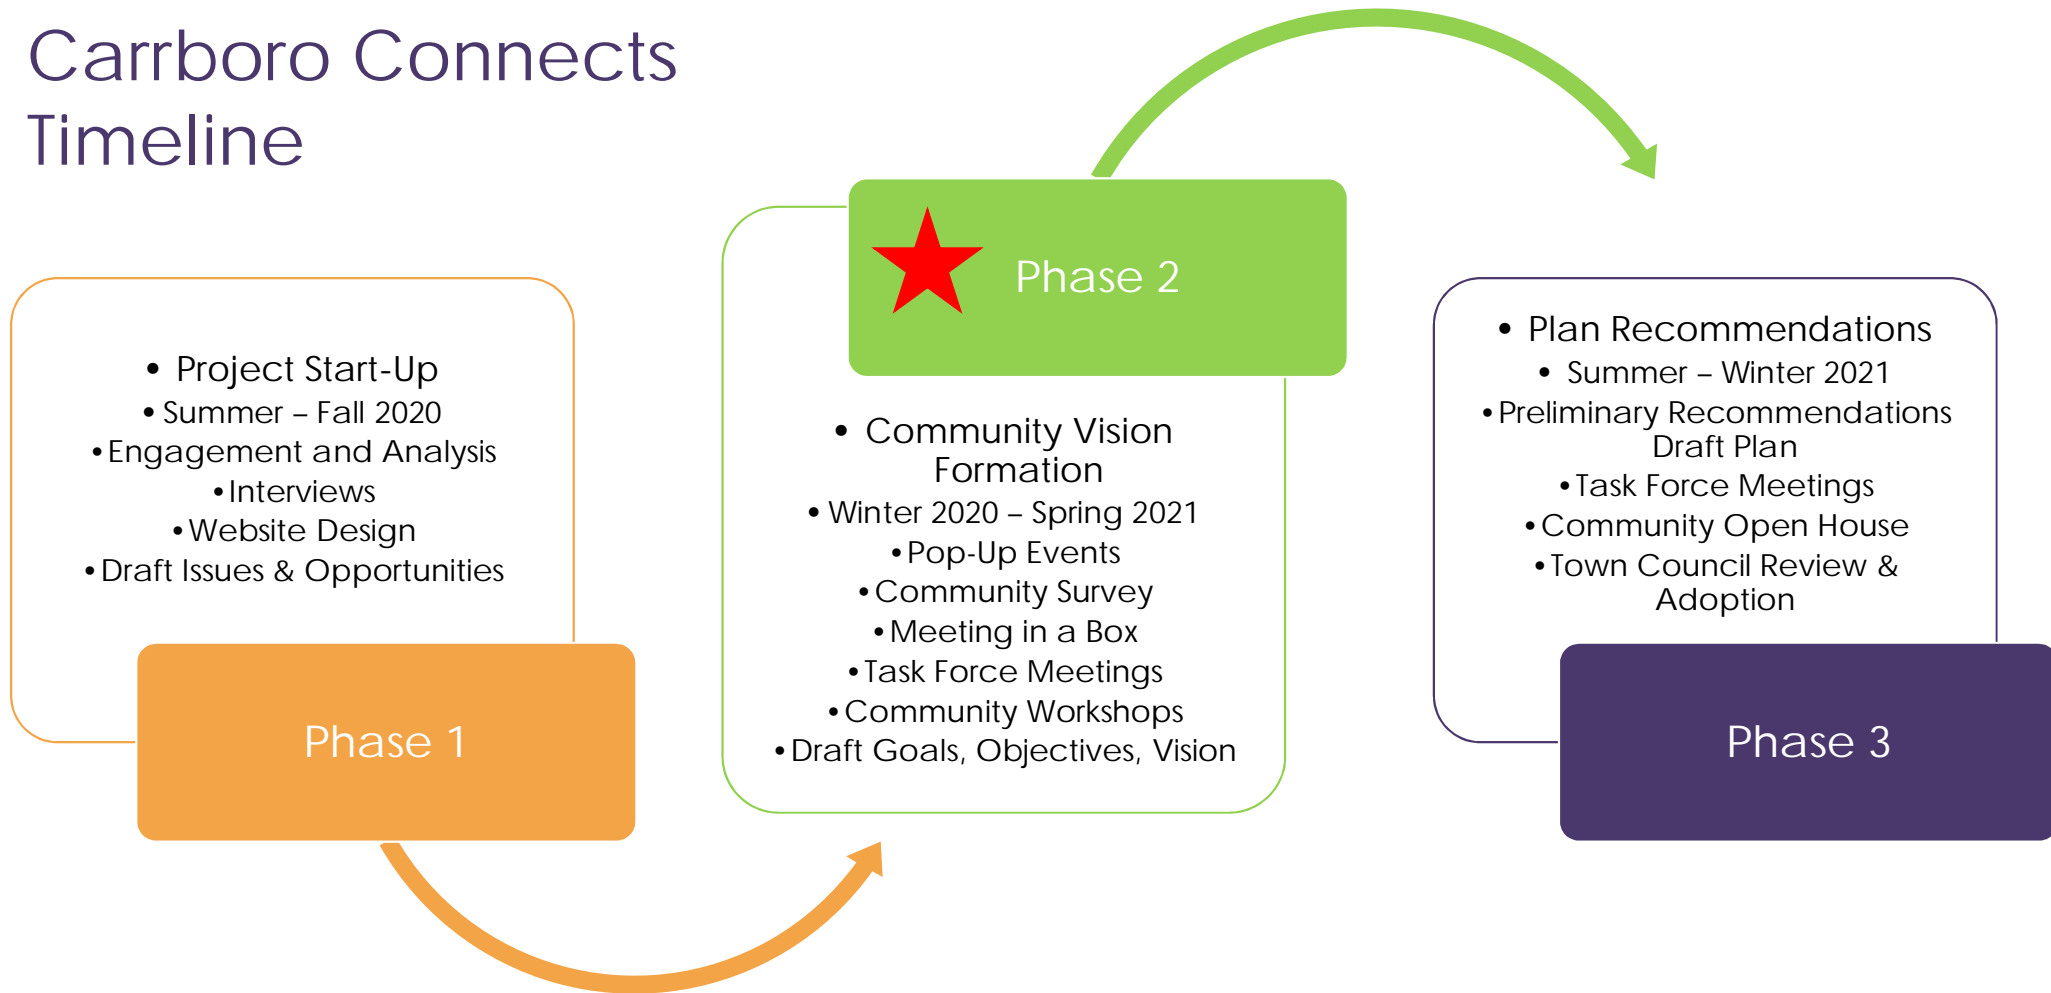 Carrboro Connects
Timeline
• Project Start-Up
• Summer – Fall 2020
• Engagement and Analysis
• Interviews
• Website Design
• Draft Issues & Opportunities
Phase 1
Phase 2
• Community Vision
Formation
• Winter 2020 – Spring 2021
• Pop-Up Events
• Community Survey
• Meeting in a Box
• Task Force Meetings
• Community Workshops
• Draft Goals, Objectives, Vision
• Plan Recommendations
• Summer – Winter 2021
• Preliminary Recommendations
Draft Plan
• Task Force Meetings
• Community Open House
• Town Council Review &
Adoption
Phase 3